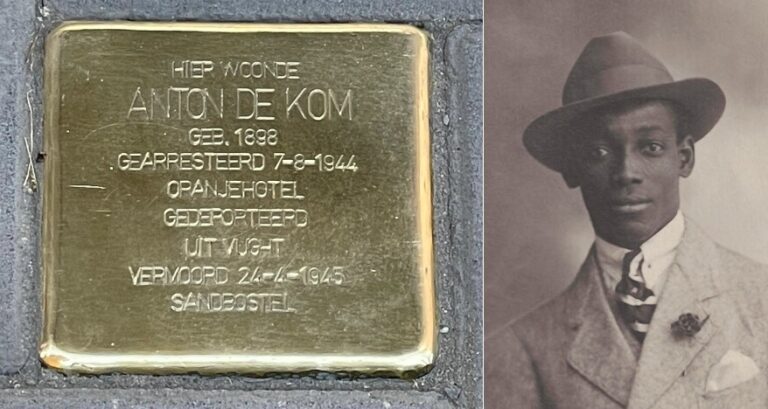 HIER WOONDE
ANTON DE KOM
GEB. 1898
GEARRESTEERD 7-8-1944
ORANJEHOTEL
GEDEPORTEERD
UIT VUGHT
VERMOORD 24-4-1945
SANDBOSTEL